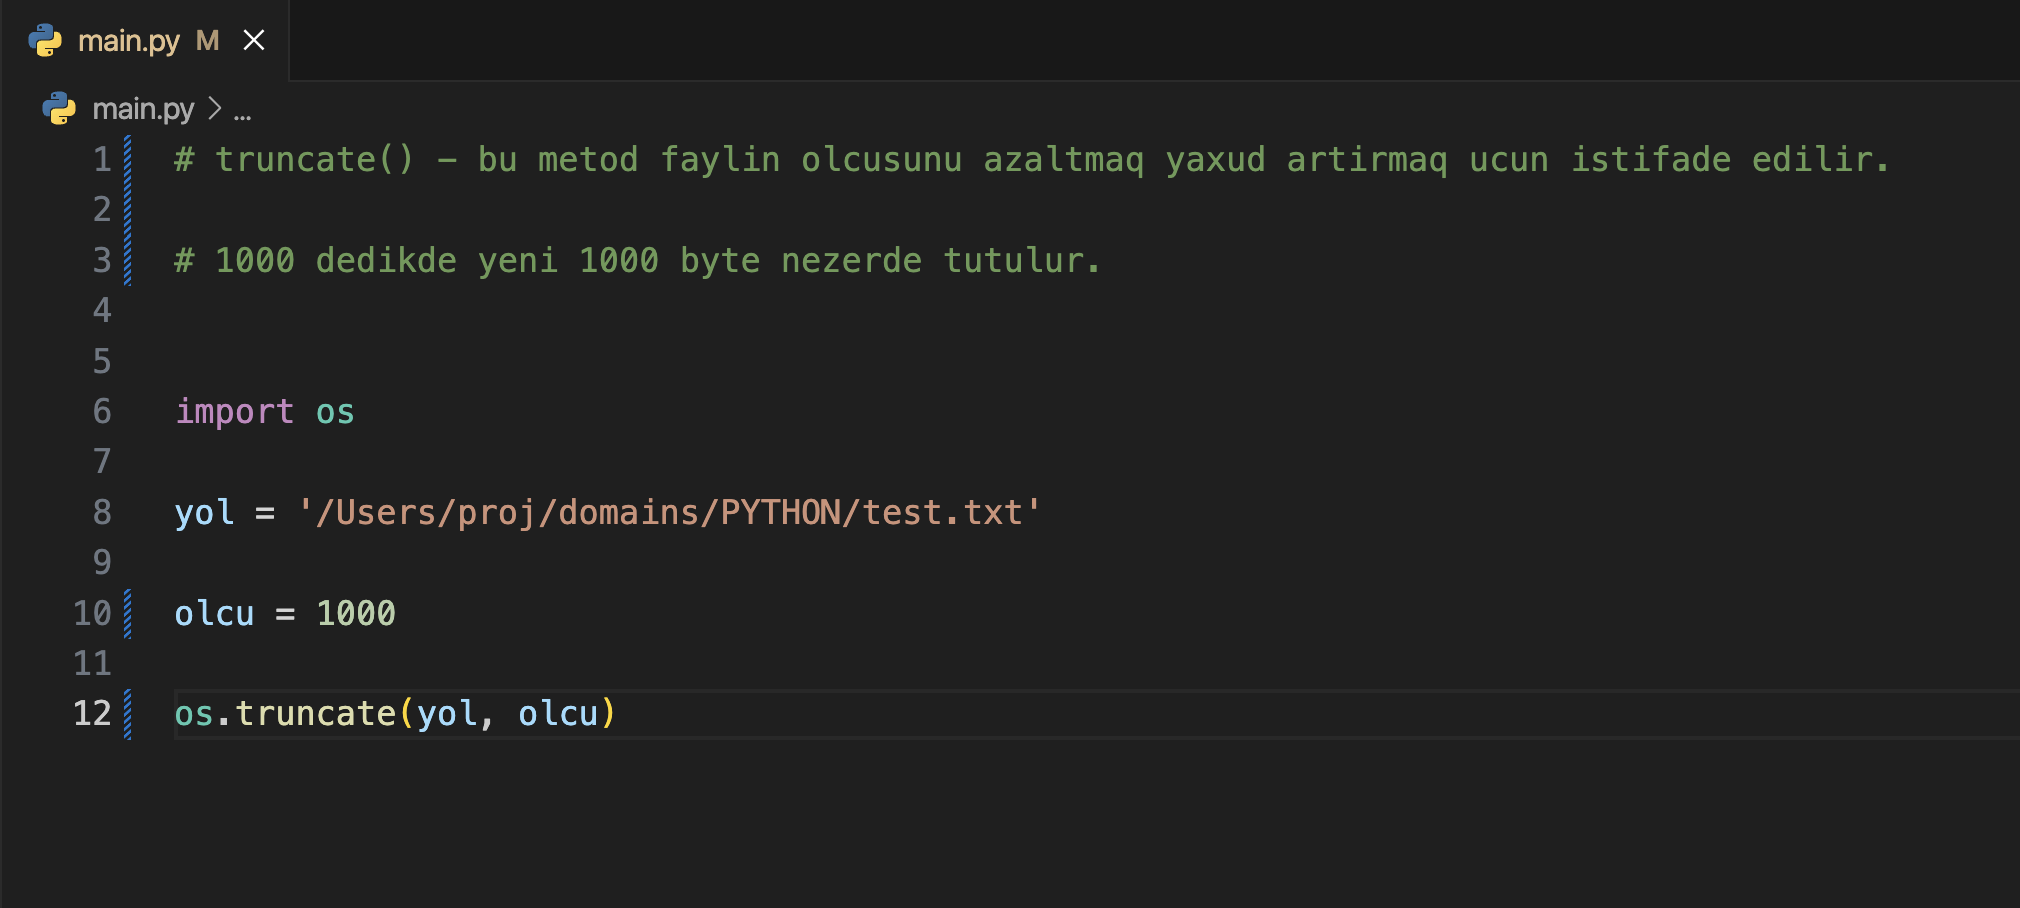 main.py M
main.py > ...
1 # truncate() - bu metod faylin olcusunu azaltmaq yaxud artirmaq ucun istifade edilir.
2
3 # 1000 dedikde yeni 1000 byte nezerde tutulur.
4
5
6 import os
7
8 yol = '/Users/proj/domains/PYTHON/test.txt'
9
10 olcu = 1000
11
12 os.truncate(yol, olcu)